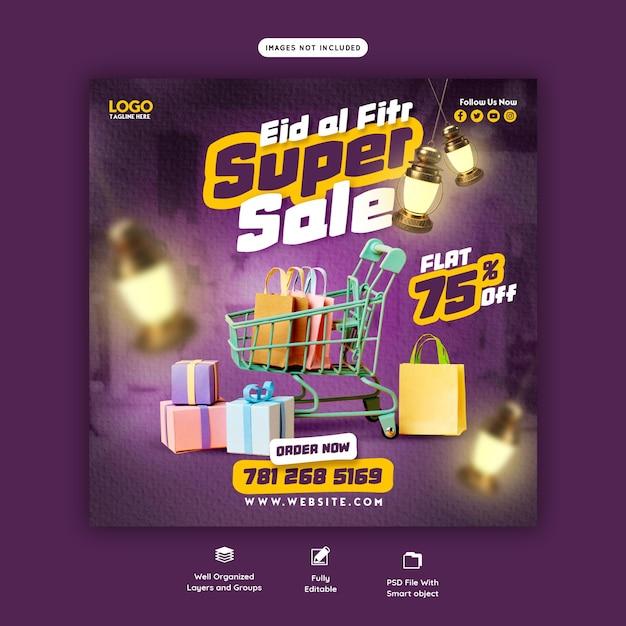 IMAGES NOT INCLUDED
LOGO
TAGLINE HERE
Follow Us Now
Eid al Fitr
Super
Sale
FLAT
75% Off
ORDER NOW
781 268 5169
WWW.WEBSITE.COM
Well Organized
Layers and Groups
Fully
Editable
PSD File With
Smart object